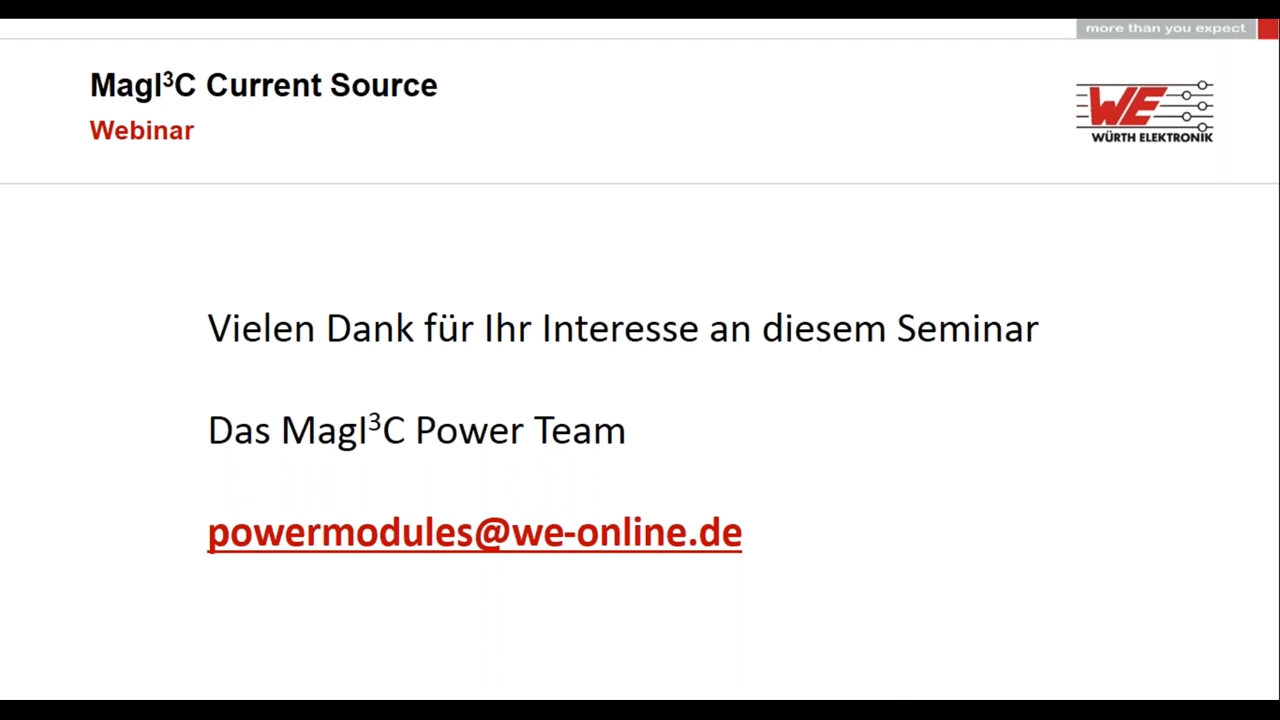 more than you expect
MagI³C Current Source
Webinar
WE
WÜRTH ELEKTRONIK
Vielen Dank für Ihr Interesse an diesem Seminar
Das MagI³C Power Team
powermodules@we-online.de